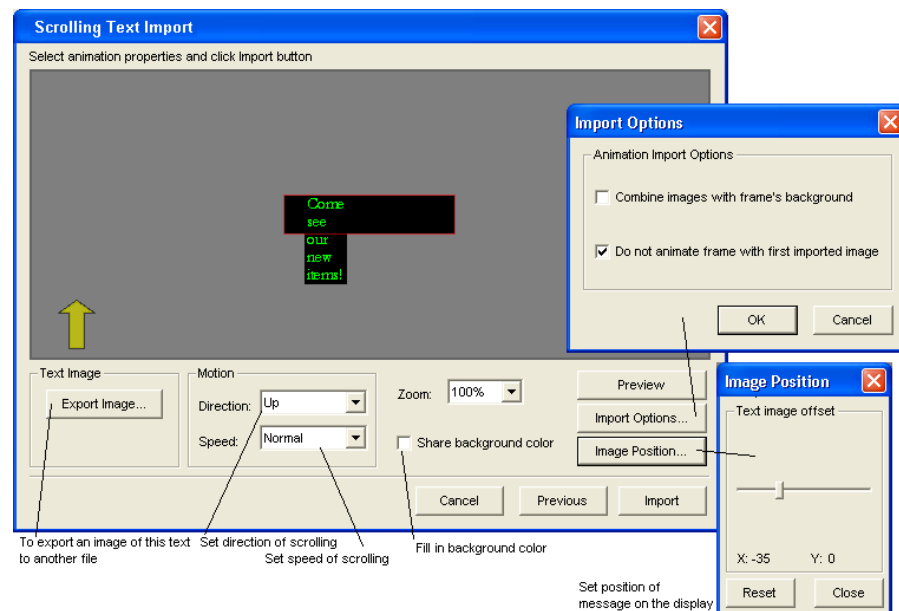 Scrolling Text Import
Select animation properties and click Import button
Come
see
our
new
items!
Import Options
Animation Import Options
Combine images with frame's background
Do not animate frame with first imported image
OK
Cancel
Text Image
Export Image...
Motion
Direction: Up
Speed: Normal
Zoom: 100%
Share background color
Preview
Import Options...
Image Position...
Cancel
Previous
Import
Image Position
Text image offset
X: -35 Y: 0
Reset
Close
To export an image of this text
to another file
Set direction of scrolling
Set speed of scrolling
Fill in background color
Set position of
message on the display